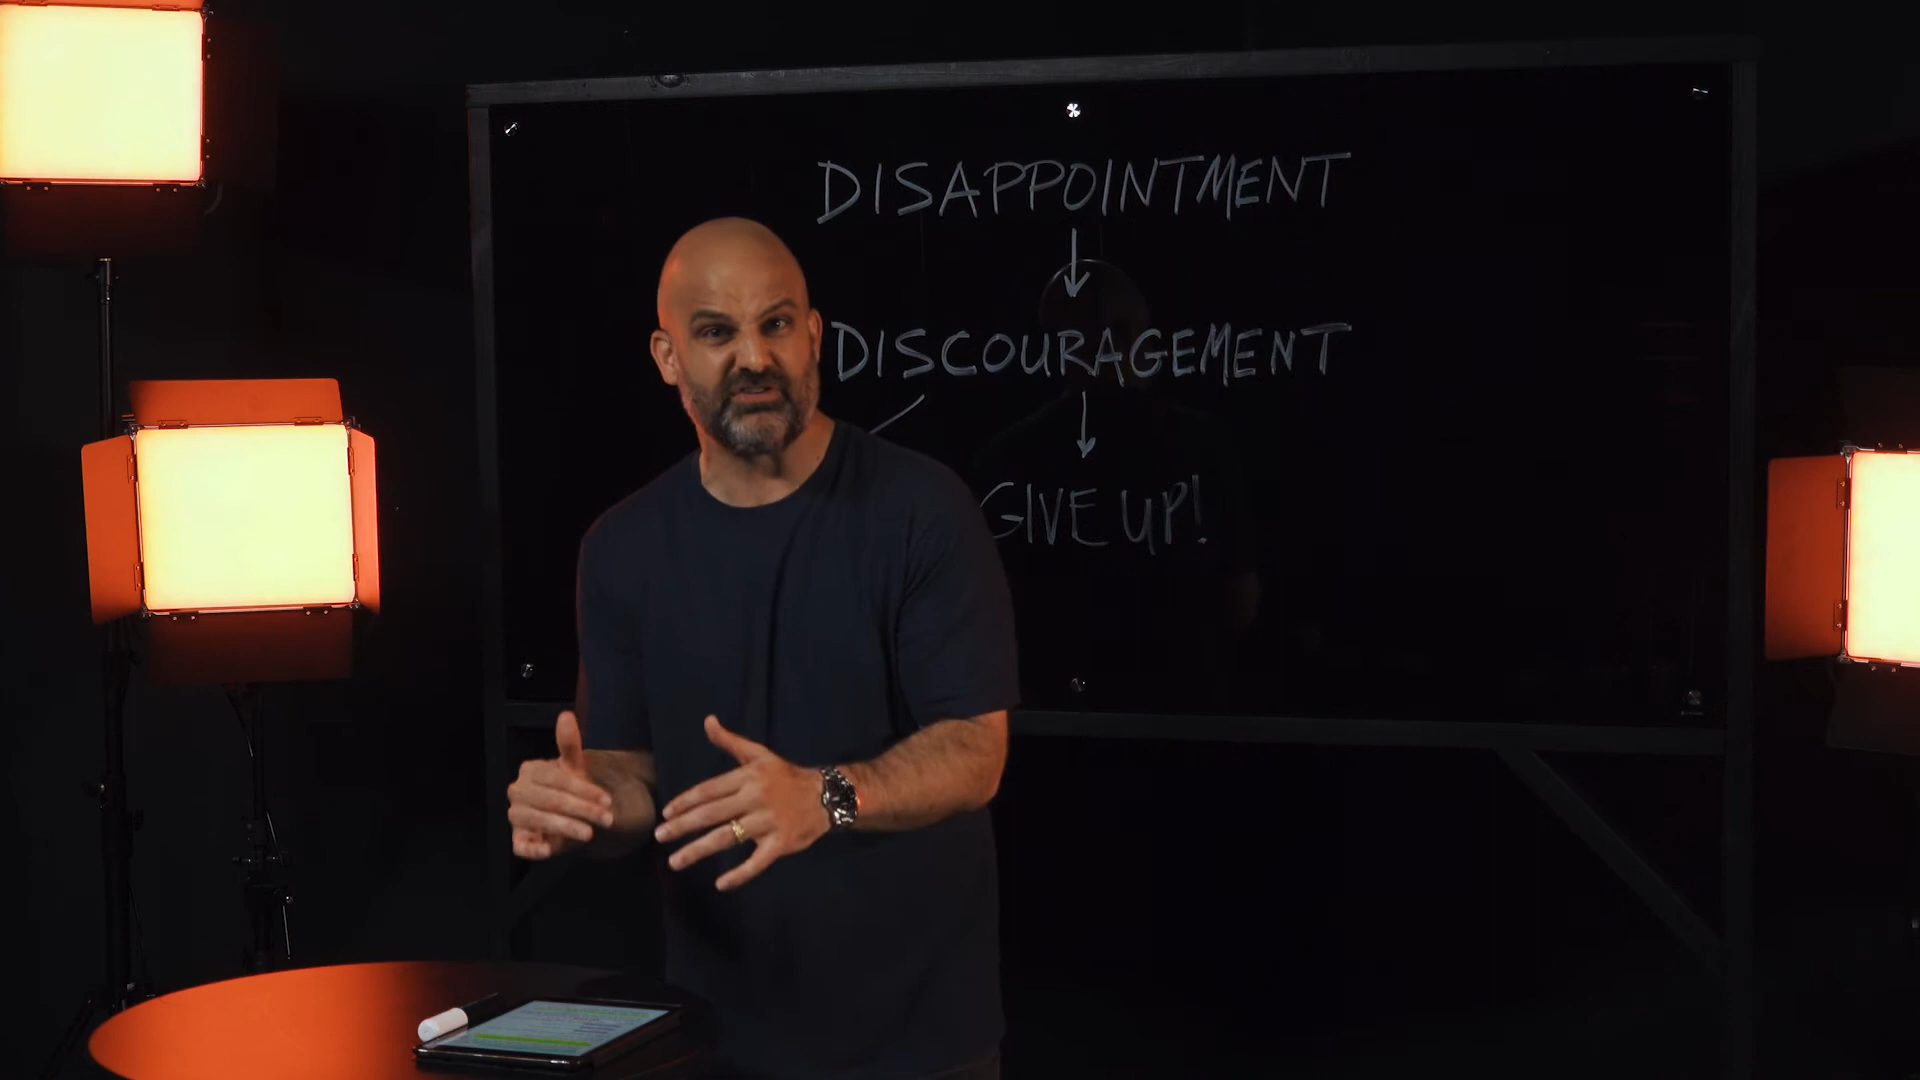 DISAPPOINTMENT
↓
DISCOURAGEMENT
↓
GIVE UP!